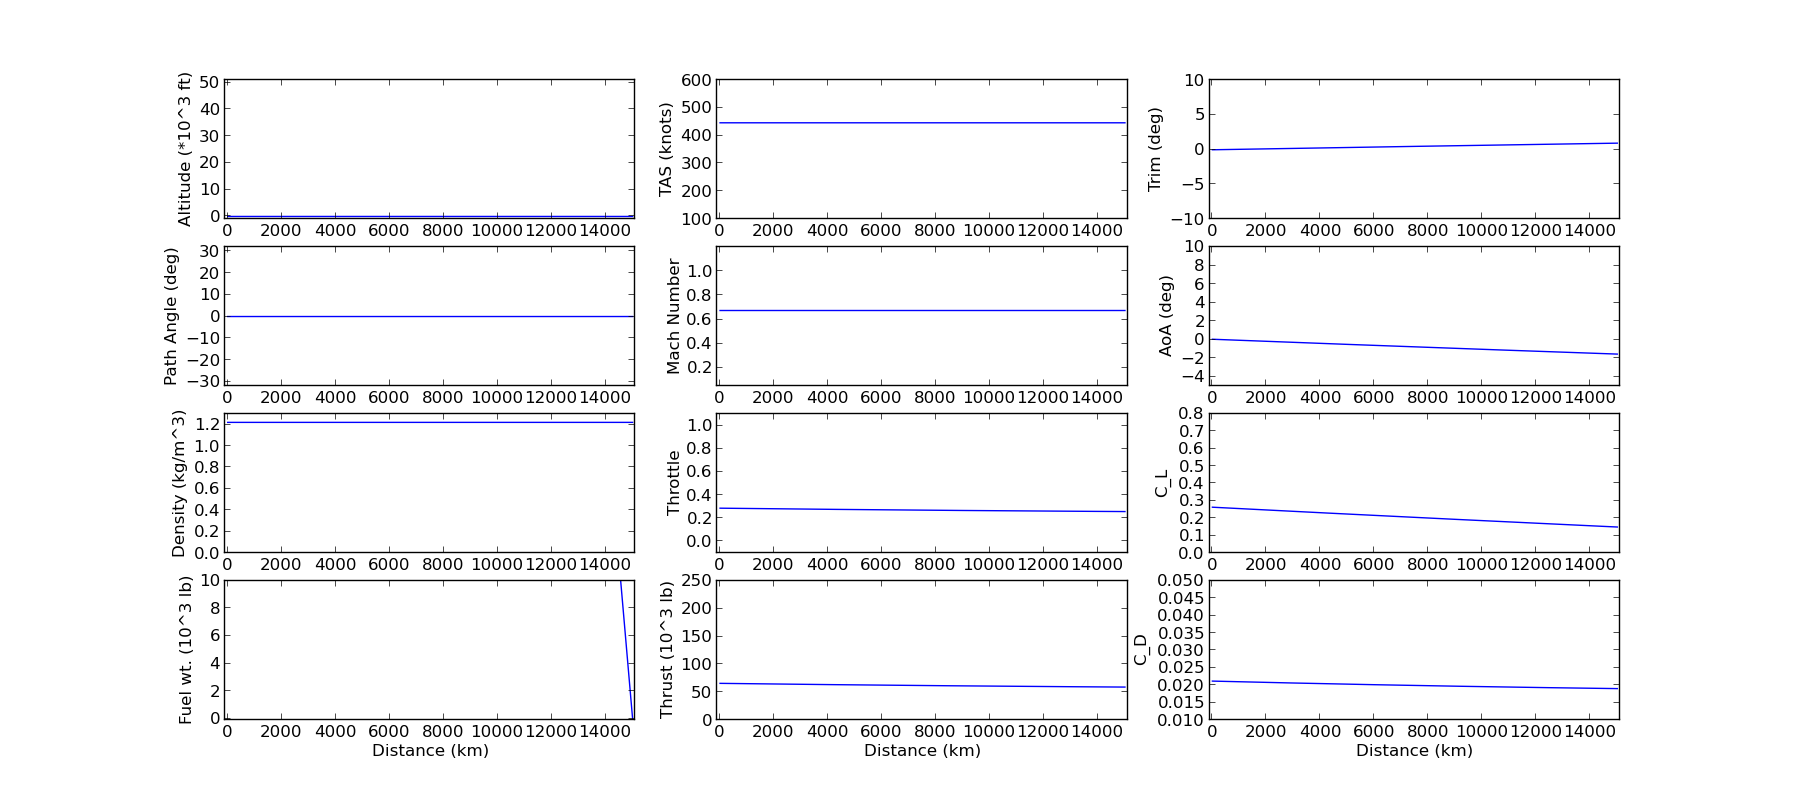 Altitude (*10^3 ft)
50
40
30
20
10
0
0 2000 4000 6000 8000 10000 12000 14000
TAS (knots)
600
500
400
300
200
100
0 2000 4000 6000 8000 10000 12000 14000
Trim (deg)
10
5
0
−5
−10
0 2000 4000 6000 8000 10000 12000 14000
Path Angle (deg)
30
20
10
0
−10
−20
−30
0 2000 4000 6000 8000 10000 12000 14000
Mach Number
1.0
0.8
0.6
0.4
0.2
0 2000 4000 6000 8000 10000 12000 14000
AoA (deg)
10
8
6
4
2
0
−2
−4
0 2000 4000 6000 8000 10000 12000 14000
Density (kg/m^3)
1.2
1.0
0.8
0.6
0.4
0.2
0.0
0 2000 4000 6000 8000 10000 12000 14000
Throttle
1.0
0.8
0.6
0.4
0.2
0.0
0 2000 4000 6000 8000 10000 12000 14000
C_L
0.8
0.7
0.6
0.5
0.4
0.3
0.2
0.1
0.0
0 2000 4000 6000 8000 10000 12000 14000
Fuel wt. (10^3 lb)
10
8
6
4
2
0
0 2000 4000 6000 8000 10000 12000 14000
Distance (km)
Thrust (10^3 lb)
250
200
150
100
50
0
0 2000 4000 6000 8000 10000 12000 14000
Distance (km)
C_D
0.050
0.045
0.040
0.035
0.030
0.025
0.020
0.015
0.010
0 2000 4000 6000 8000 10000 12000 14000
Distance (km)